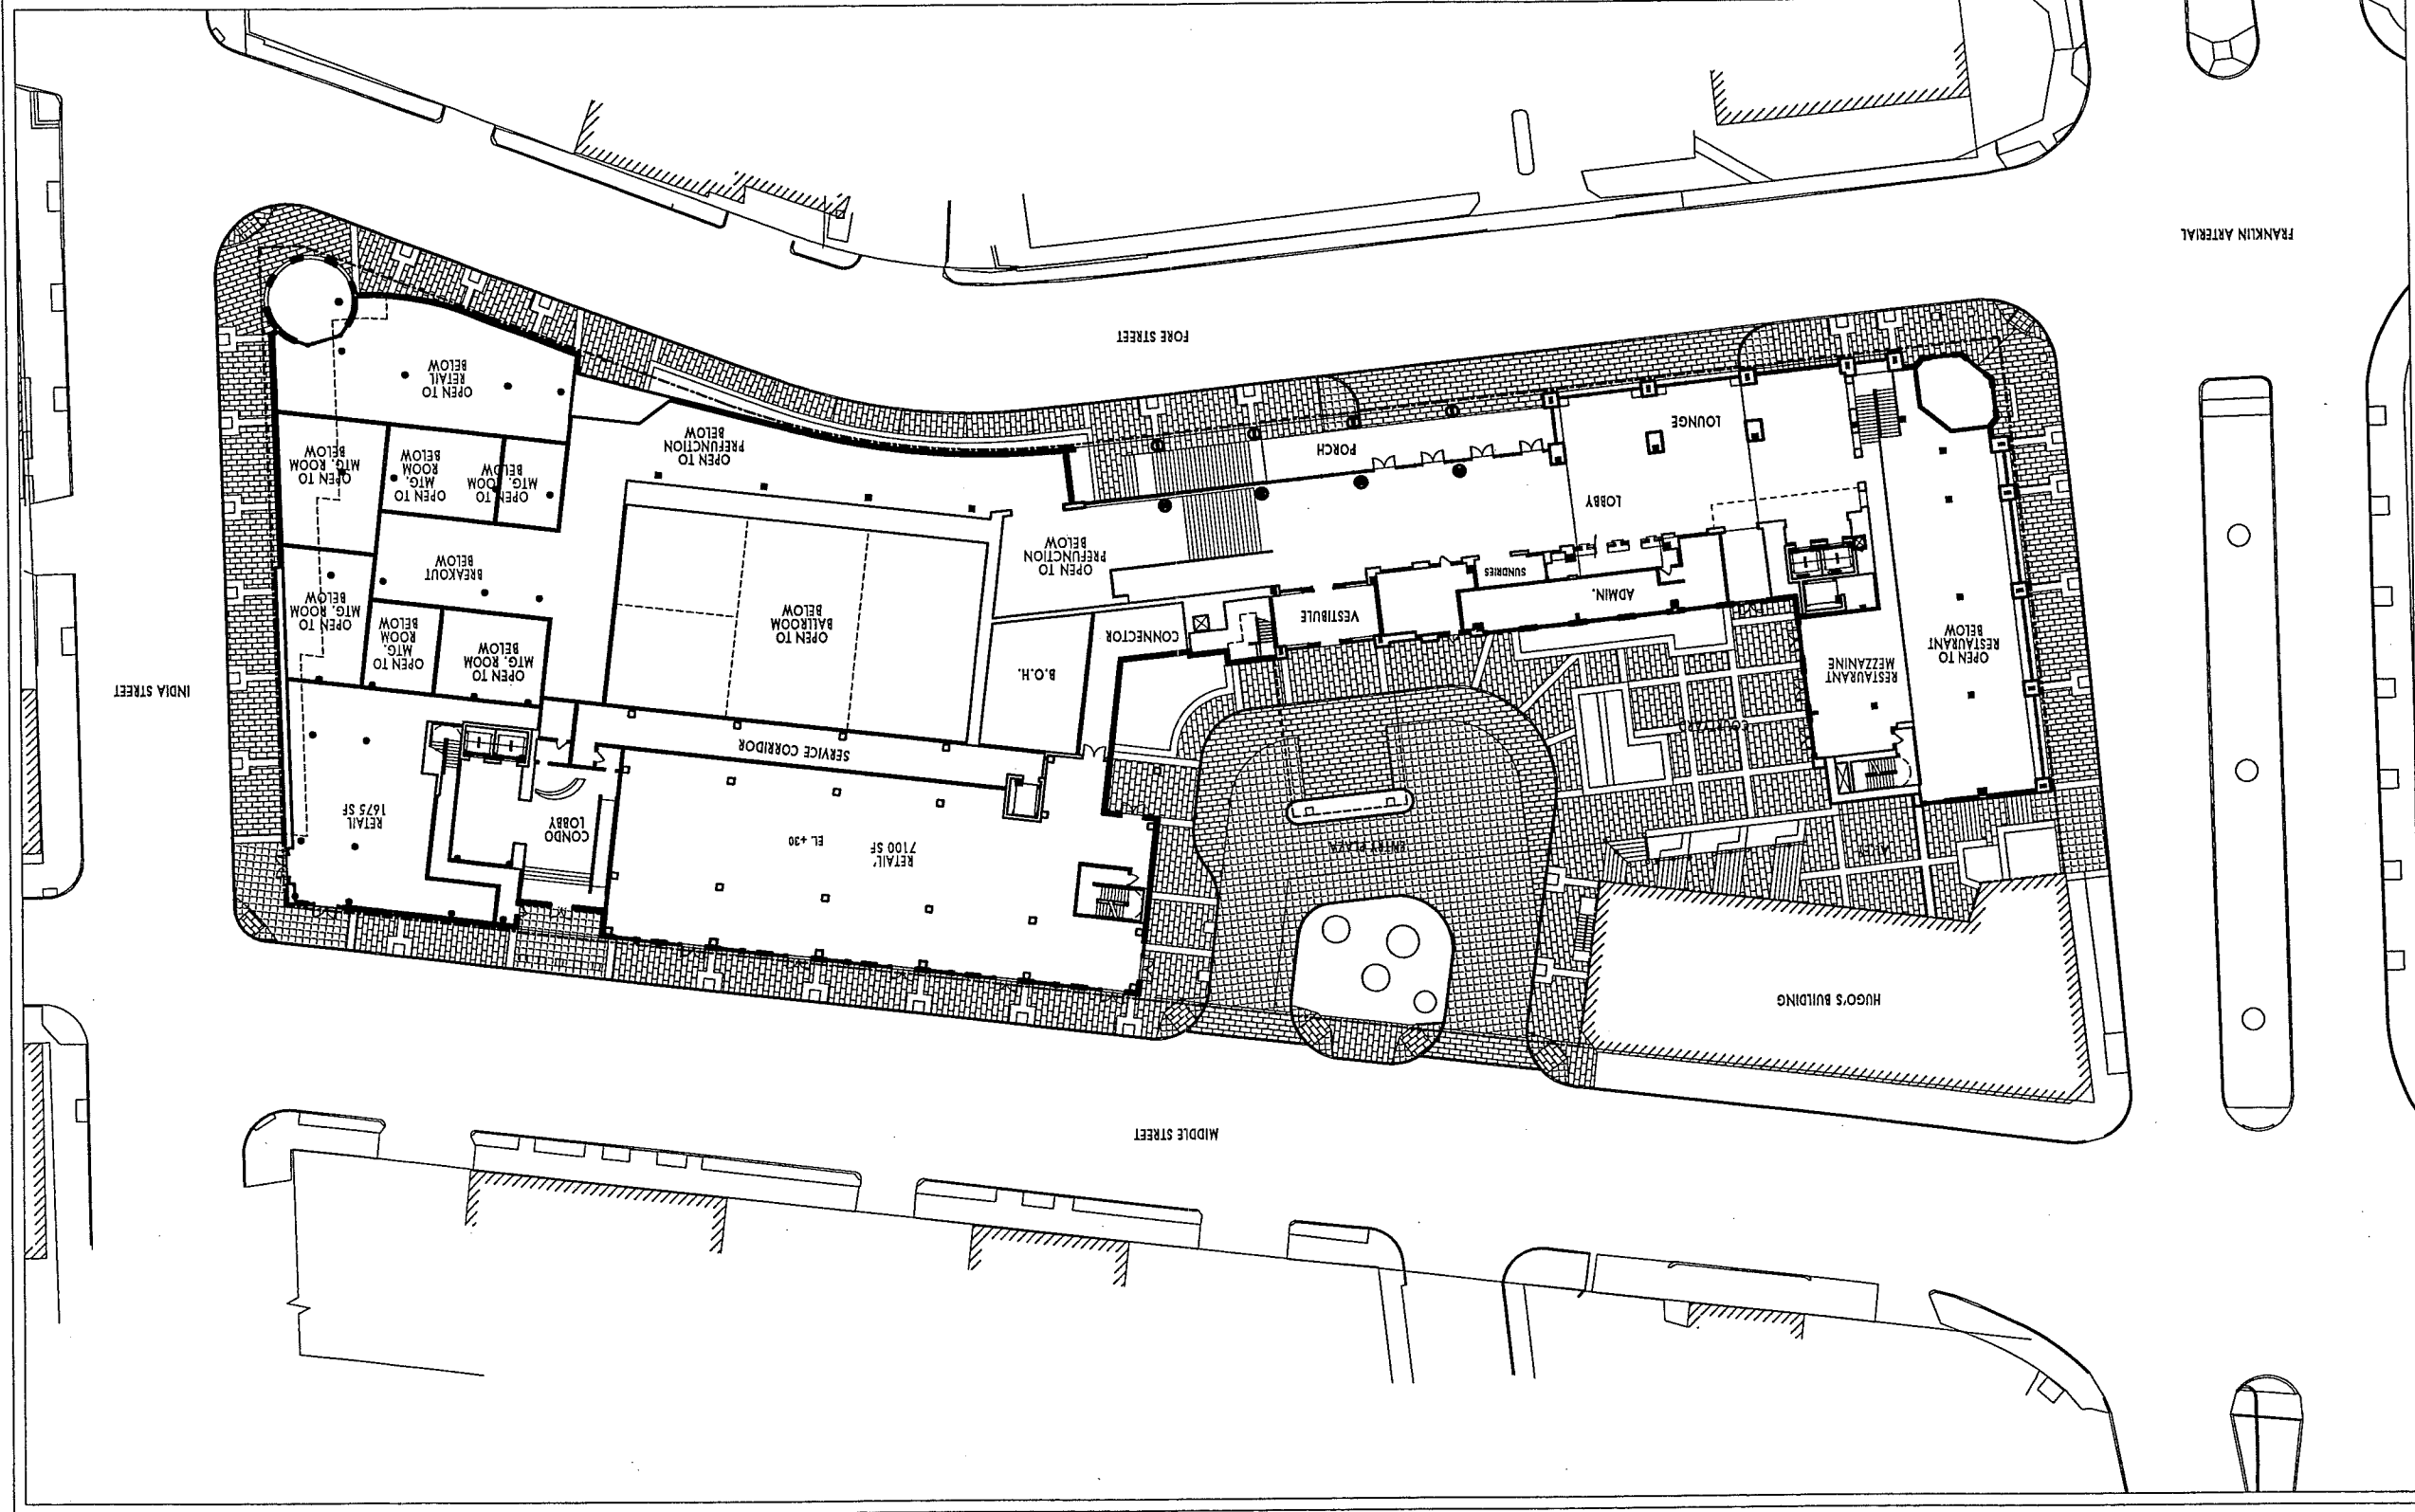 MIDDLE STREET
HUGO'S BUILDING
ENTRY PLAZA
RETAIL
7100 SF
EL +30
CONDO
LOBBY
RETAIL
1675 SF
COURTYARD
SERVICE CORRIDOR
INDIA STREET
OPEN TO
RESTAURANT
BELOW
RESTAURANT
MEZZANINE
B.O.H.
OPEN TO
MTG. ROOM
BELOW
OPEN TO
MTG.
ROOM
BELOW
CONNECTOR
VESTIBULE
ADMIN.
SUNDRIES
OPEN TO
BALLROOM
BELOW
OPEN TO
MTG. ROOM
BELOW
OPEN TO
PREFUNCTION
BELOW
BREAKOUT
BELOW
LOBBY
OPEN TO
MTG.
ROOM
BELOW
OPEN TO
MTG.
ROOM
BELOW
OPEN TO
MTG. ROOM
BELOW
LOUNGE
PORCH
OPEN TO
PREFUNCTION
BELOW
OPEN TO
RETAIL
BELOW
FORE STREET
FRANKLIN ARTERIAL